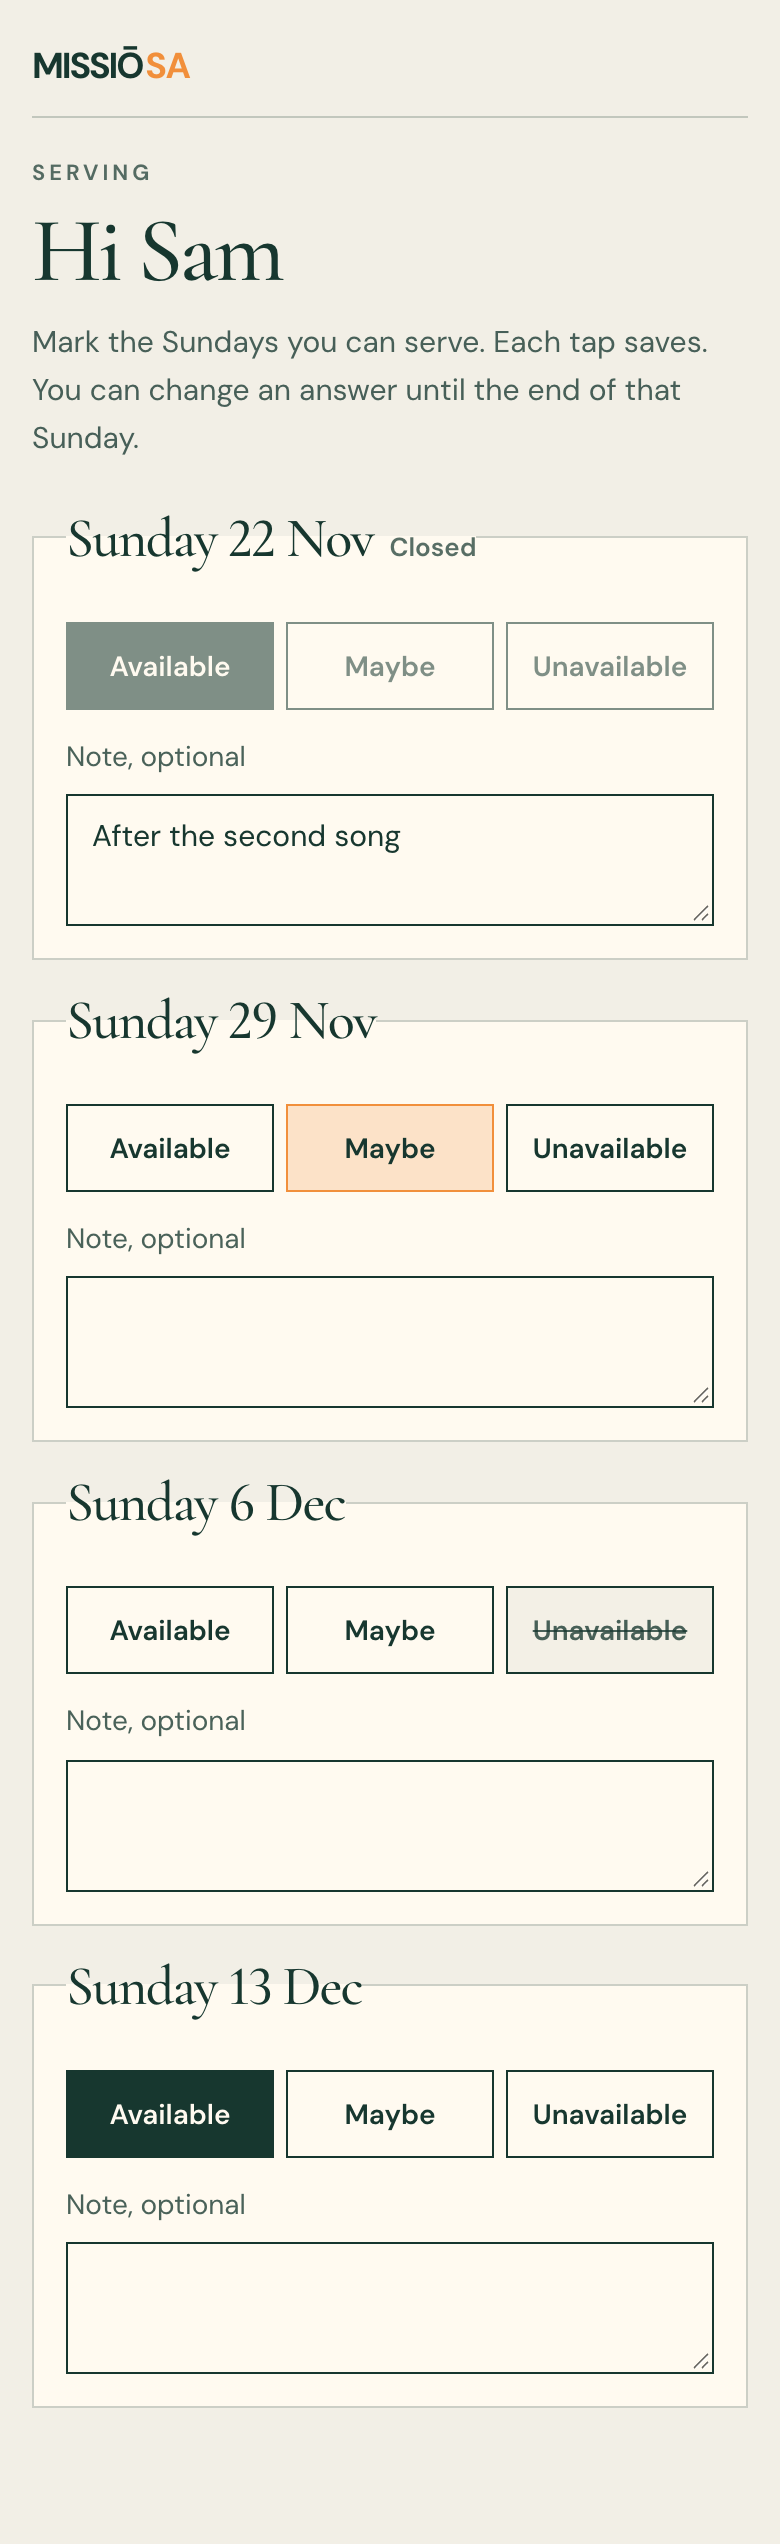 MISSIŌSA
SERVING
Hi Sam
Mark the Sundays you can serve. Each tap saves.
You can change an answer until the end of that
Sunday.
Sunday 22 Nov Closed
Available Maybe Unavailable
Note, optional
After the second song
Sunday 29 Nov
Available Maybe Unavailable
Note, optional
Sunday 6 Dec
Available Maybe Unavailable
Note, optional
Sunday 13 Dec
Available Maybe Unavailable
Note, optional